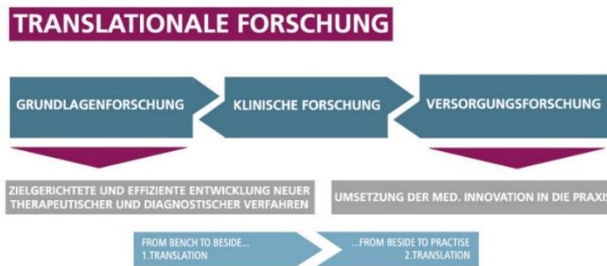 TRANSLATIONALE FORSCHUNG
GRUNDLAGENFORSCHUNG
KLINISCHE FORSCHUNG
VERSORGUNGSFORSCHUNG
ZIELGERICHTETE UND EFFIZIENTE ENTWICKLUNG NEUER
THERAPEUTISCHER UND DIAGNOSTISCHER VERFAHREN
UMSETZUNG DER MED. INNOVATION IN DIE PRAXIS
FROM BENCH TO BESIDE...
1.TRANSLATION
...FROM BESIDE TO PRACTISE
2.TRANSLATION